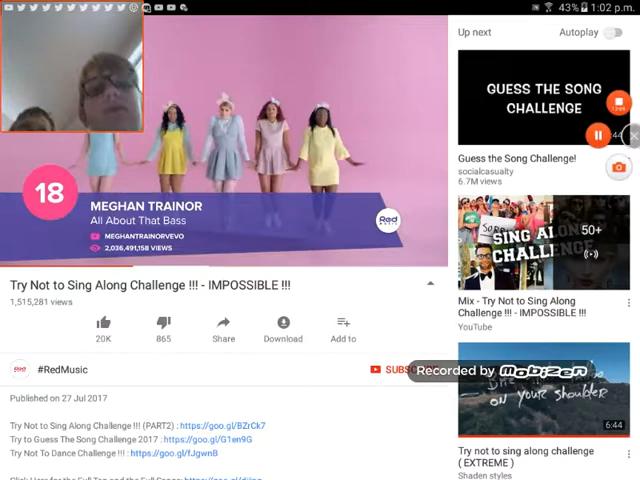 43% 1:02 p.m.
Up next
Autoplay
GUESS THE SONG
CHALLENGE
Guess the Song Challenge!
socialcasualty
6.7M views
18
MEGHAN TRAINOR
All About That Bass
MEGHANTRAINORVEVO
2,036,491,158 VIEWS
Red
MUSIC
50+
Mix - Try Not to Sing Along
Challenge !!! - IMPOSSIBLE !!!
YouTube
Try Not to Sing Along Challenge !!! - IMPOSSIBLE !!!
1,515,281 views
20K
865
Share
Download
Add to
#RedMusic
Recorded by Mobizen
on your shoulder
6:44
Try not to sing along challenge
( EXTREME )
Shaden styles
Published on 27 Jul 2017
Try Not to Sing Along Challenge !!! (PART2) : https://goo.gl/BZrCk7
Try to Guess The Song Challenge 2017 : https://goo.gl/G1en9G
Try Not To Dance Challenge !!! : https://goo.gl/fJgwnB